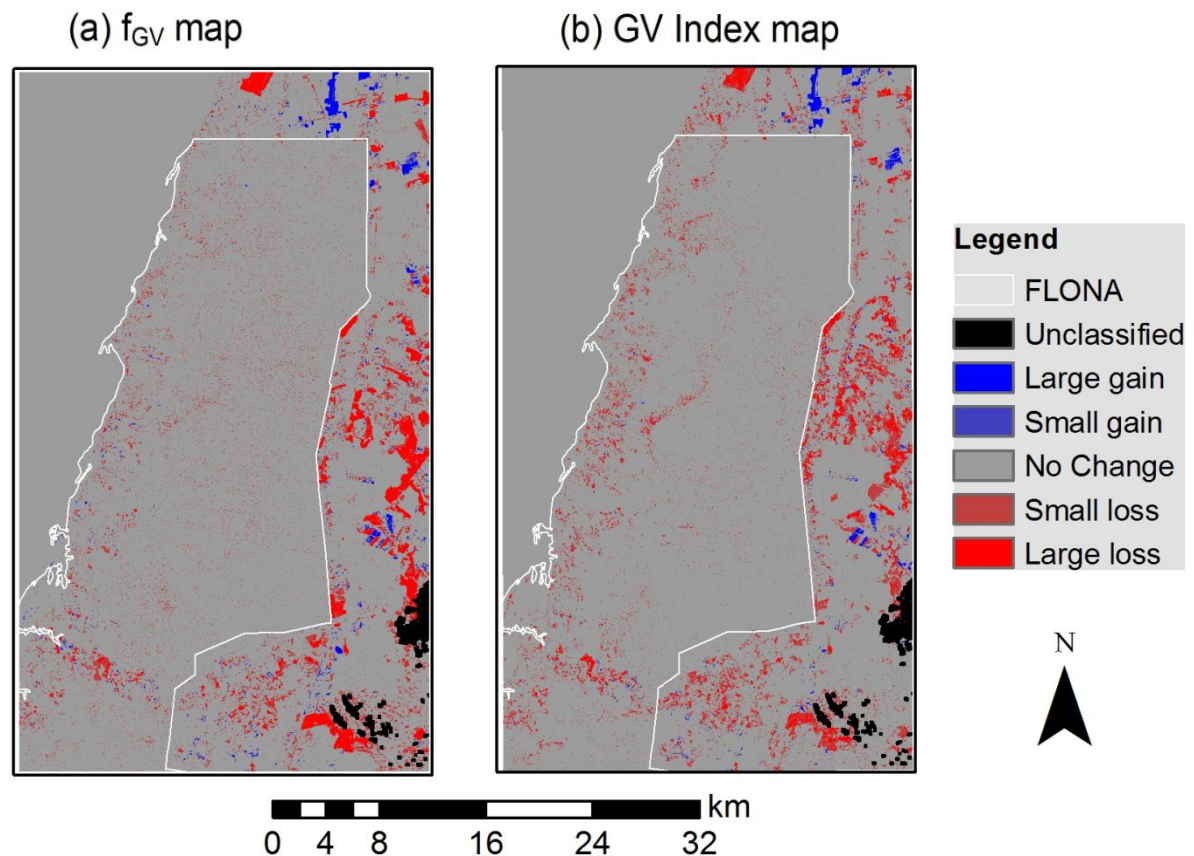 (a) fGV map
(b) GV Index map
Legend
FLONA
Unclassified
Large gain
Small gain
No Change
Small loss
Large loss
N
km
0 4 8 16 24 32